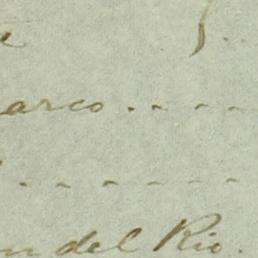 arco . - - -
. - - - -
n del Rio.